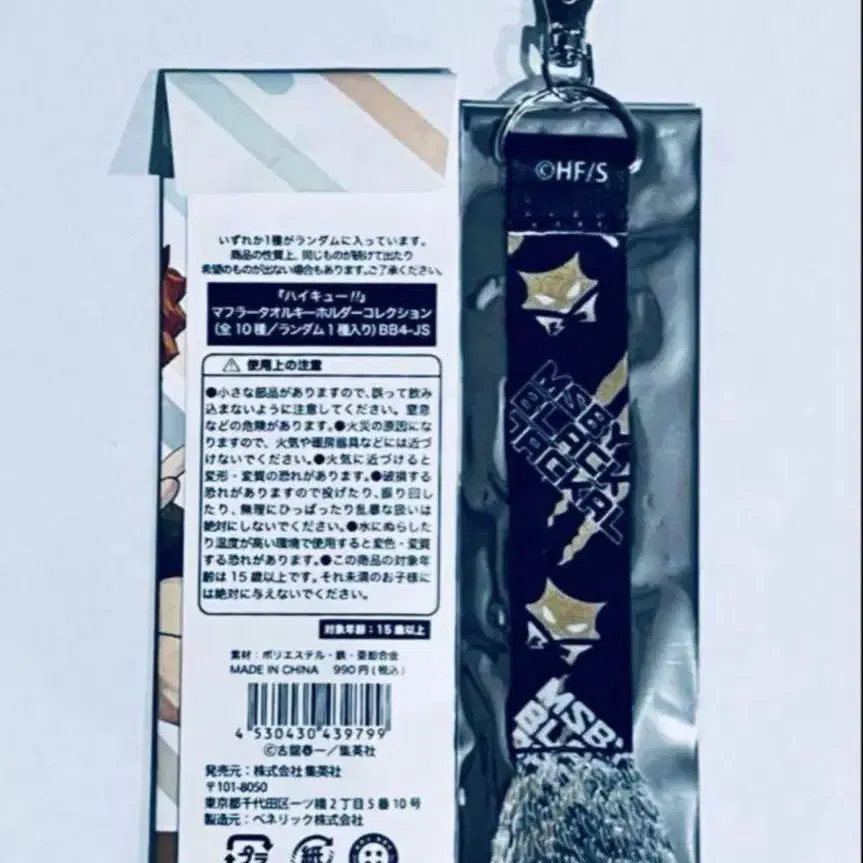 いずれか1種がランダムに入っています。
商品の性質上、同じものが続けて出たり
希望のものが出ない場合もあります。ご了承ください。
『ハイキュー!!』
マフラータオルキーホルダーコレクション
(全10種/ランダム1種入り)BB4-JS
⚠ 使用上の注意
●小さな部品がありますので、誤って飲み
込まないように注意してください。窒息
などの危険があります。●火災の原因にな
りますので、火気や暖房器具などには近づ
けないでください。●火気に近づけると
変形・変質の恐れがあります。●破損する
恐れがありますので投げたり、振り回し
たり、無理にひっぱったり乱暴な扱いは
絶対にしないでください。●水にぬらした
り温度が高い環境で使用すると変色・変質
する恐れがあります。●この商品の対象年
齢は15歳以上です。それ未満のお子様に
は絶対に与えないでください。
対象年齢:15歳以上
素材:ポリエステル・鉄・亜鉛合金
MADE IN CHINA 990円(税込)
4 530430 439799
©古舘春一/集英社
発売元:株式会社 集英社
〒101-8050
東京都千代田区一ツ橋2丁目5番10号
製造元:ベネリック株式会社
プラ
紙
©HF/S
MSBY
BLACK
JACKAL
MSBY
BLACK